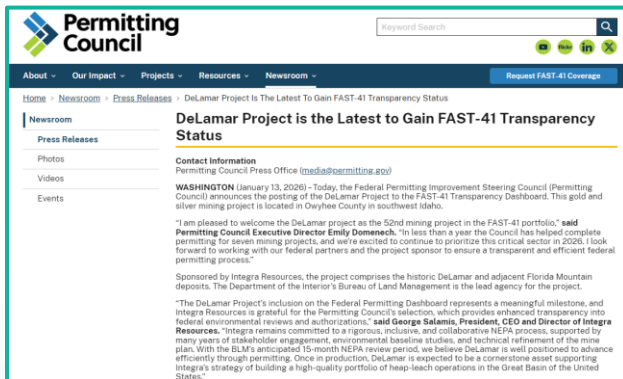 Permitting
Council
Keyword Search
flickr in X
About Our Impact Projects Resources Newsroom Request FAST-41 Coverage
Home › Newsroom › Press Releases › DeLamar Project Is The Latest To Gain FAST-41 Transparency Status
Newsroom
Press Releases
Photos
Videos
Events
DeLamar Project is the Latest to Gain FAST-41 Transparency
Status
Contact Information
Permitting Council Press Office (media@permitting.gov)
WASHINGTON (January 13, 2026) – Today, the Federal Permitting Improvement Steering Council (Permitting
Council) announces the posting of the DeLamar Project to the FAST-41 Transparency Dashboard. This gold and
silver mining project is located in Owyhee County in southwest Idaho.
“I am pleased to welcome the DeLamar project as the 52nd mining project in the FAST-41 portfolio,” said
Permitting Council Executive Director Emily Domenech. “In less than a year the Council has helped complete
permitting for seven mining projects, and we’re excited to continue to prioritize this critical sector in 2026. I look
forward to working with our federal partners and the project sponsor to ensure a transparent and efficient federal
permitting process.”
Sponsored by Integra Resources, the project comprises the historic DeLamar and adjacent Florida Mountain
deposits. The Department of the Interior’s Bureau of Land Management is the lead agency for the project.
“The DeLamar Project’s inclusion on the Federal Permitting Dashboard represents a meaningful milestone, and
Integra Resources is grateful for the Permitting Council’s selection, which provides enhanced transparency into
federal environmental reviews and authorizations,” said George Salamis, President, CEO and Director of Integra
Resources. “Integra remains committed to a rigorous, inclusive, and collaborative NEPA process, supported by
many years of stakeholder engagement, environmental baseline studies, and technical refinement of the mine
plan. With the BLM’s anticipated 15-month NEPA review period, we believe DeLamar is well positioned to advance
efficiently through permitting. Once in production, DeLamar is expected to be a cornerstone asset supporting
Integra’s strategy of building a high-quality portfolio of heap-leach operations in the Great Basin of the United
States.”